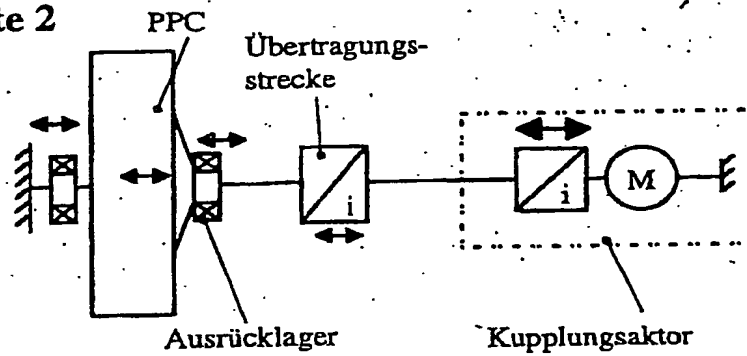 te 2
PPC
Übertragungs-
strecke
i
i
M
Ausrücklager
Kupplungsaktor